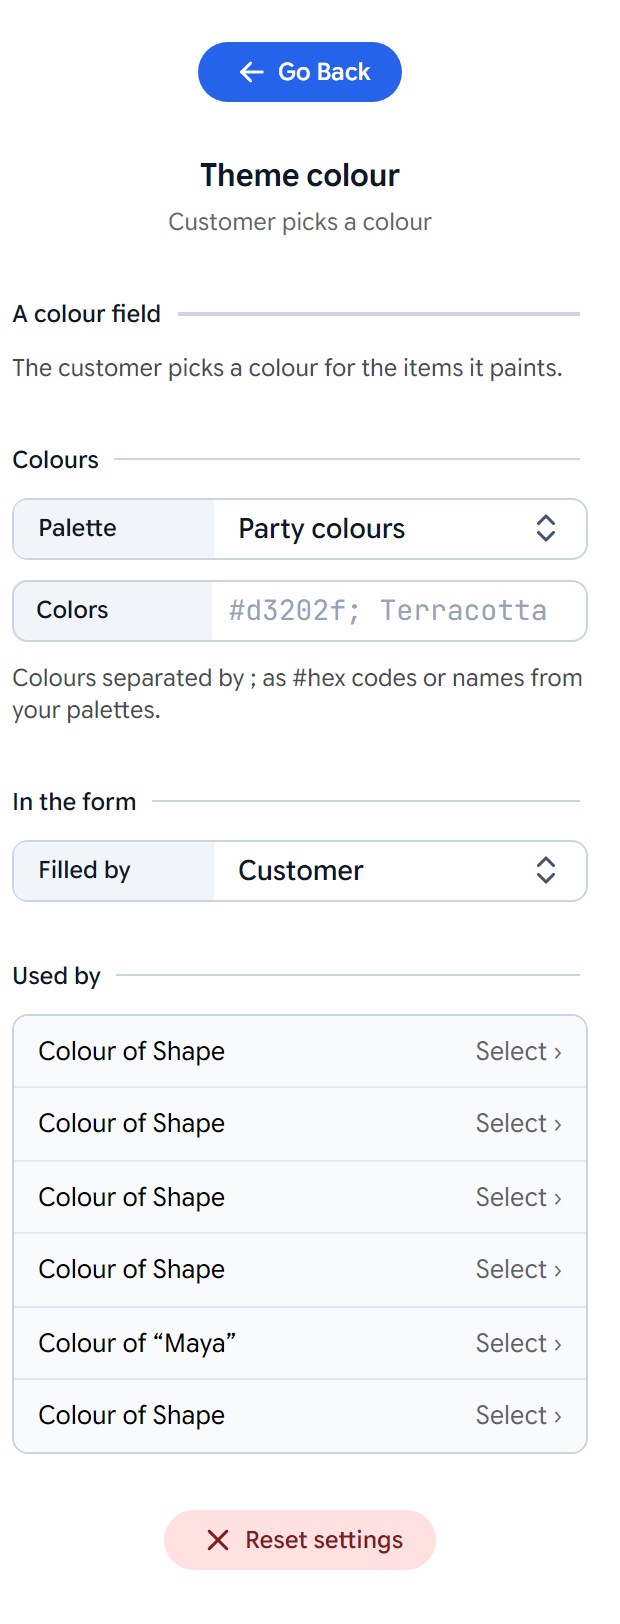 Go Back
Theme colour
Customer picks a colour
A colour field
The customer picks a colour for the items it paints.
Colours
Palette Party colours
Colors #d3202f; Terracotta
Colours separated by ; as #hex codes or names from
your palettes.
In the form
Filled by Customer
Used by
Colour of Shape Select ›
Colour of Shape Select ›
Colour of Shape Select ›
Colour of Shape Select ›
Colour of “Maya” Select ›
Colour of Shape Select ›
Reset settings